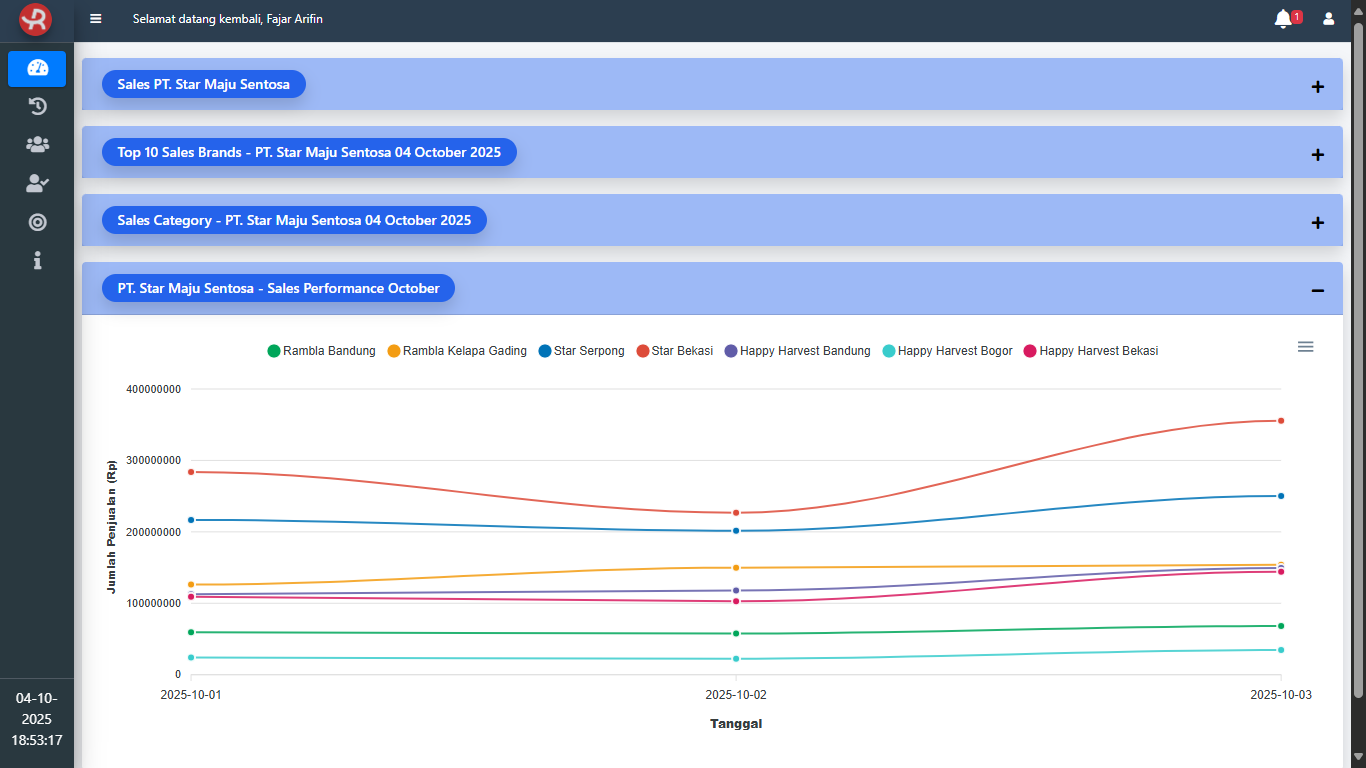 R
Selamat datang kembali, Fajar Arifin
1
Sales PT. Star Maju Sentosa
+
Top 10 Sales Brands - PT. Star Maju Sentosa 04 October 2025
+
Sales Category - PT. Star Maju Sentosa 04 October 2025
+
PT. Star Maju Sentosa - Sales Performance October
−
Rambla Bandung Rambla Kelapa Gading Star Serpong Star Bekasi Happy Harvest Bandung Happy Harvest Bogor Happy Harvest Bekasi
Jumlah Penjualan (Rp)
400000000
300000000
200000000
100000000
0
2025-10-01 2025-10-02 2025-10-03
Tanggal
04-10-
2025
18:53:17